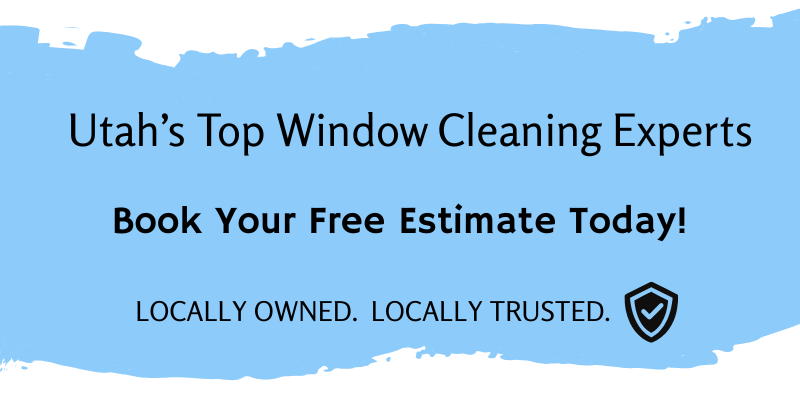 Utah’s Top Window Cleaning Experts
Book Your Free Estimate Today!
LOCALLY OWNED. LOCALLY TRUSTED.